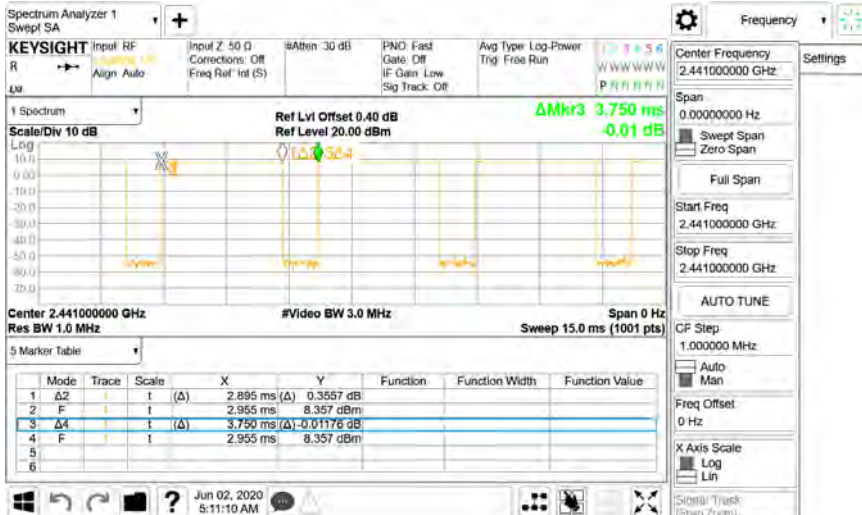 Spectrum Analyzer 1
Swept SA
+
Frequency
KEYSIGHT
R
Input: RF
Align: Auto
Input Z: 50 Ω
Corrections: Off
Freq Ref: Int (S)
#Atten: 30 dB
PNO: Fast
Gate: Off
IF Gain: Low
Sig Track: Off
Avg Type: Log-Power
Trig: Free Run
5 6
W W W W W W
P N N N N N
1 Spectrum
Scale/Div 10 dB
Ref Lvl Offset 0.40 dB
Ref Level 20.00 dBm
ΔMkr3 3.750 ms
-0.01 dB
Log
10.0
0.00
-10.0
-20.0
-30.0
-40.0
-50.0
-60.0
-70.0
Center 2.441000000 GHz
#Video BW 3.0 MHz
Span 0 Hz
Res BW 1.0 MHz
Sweep 15.0 ms (1001 pts)
5 Marker Table
Mode Trace Scale X Y Function Function Width Function Value
1 Δ2 1 t (Δ) 2.895 ms (Δ) 0.3557 dB
2 F 1 t 2.955 ms 8.357 dBm
3 Δ4 1 t (Δ) 3.750 ms (Δ) -0.01176 dB
4 F 1 t 2.955 ms 8.357 dBm
5
6
?
Jun 02, 2020
5:11:10 AM
Center Frequency
2.441000000 GHz
Settings
Span
0.00000000 Hz
Swept Span
Zero Span
Full Span
Start Freq
2.441000000 GHz
Stop Freq
2.441000000 GHz
AUTO TUNE
CF Step
1.000000 MHz
Auto
Man
Freq Offset
0 Hz
X Axis Scale
Log
Lin
Signal Track
(Span Zoom)